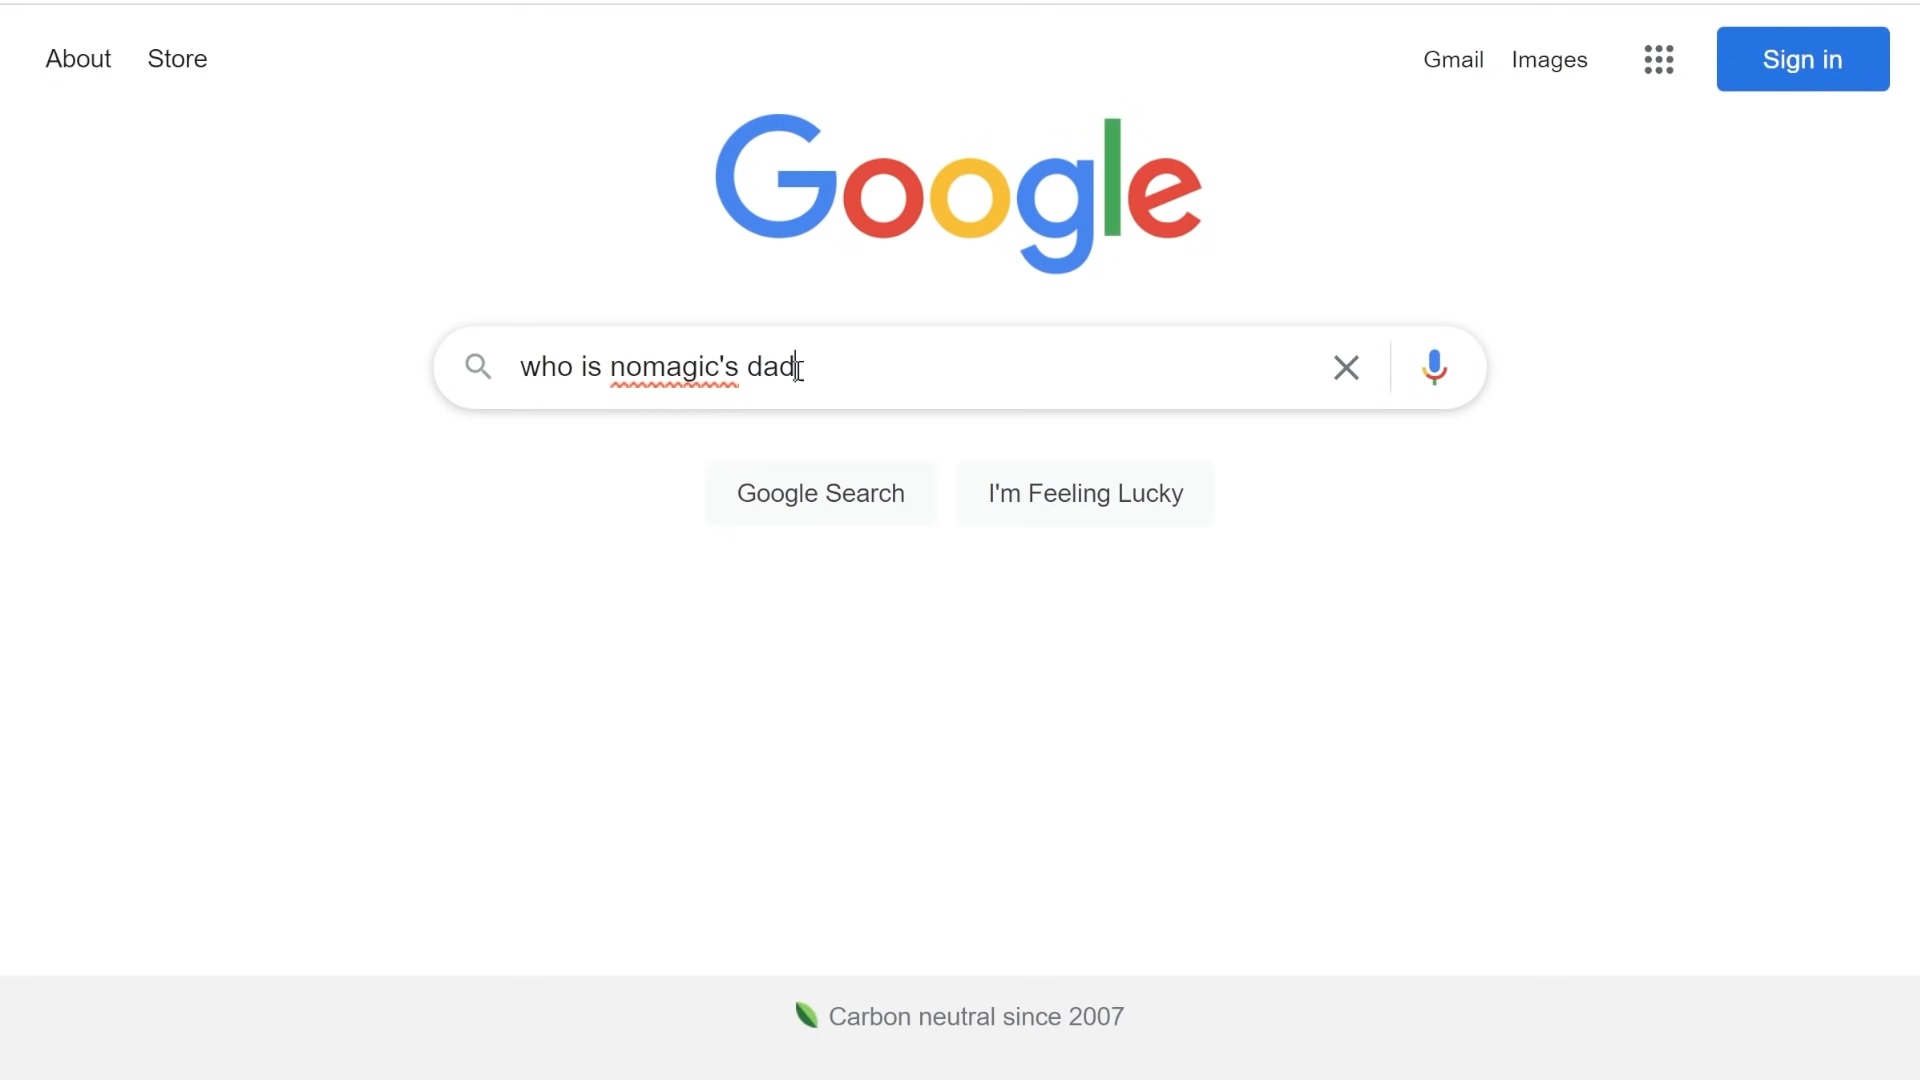 About Store Gmail Images Sign in
Google
who is nomagic's dad
Google Search I'm Feeling Lucky
Carbon neutral since 2007